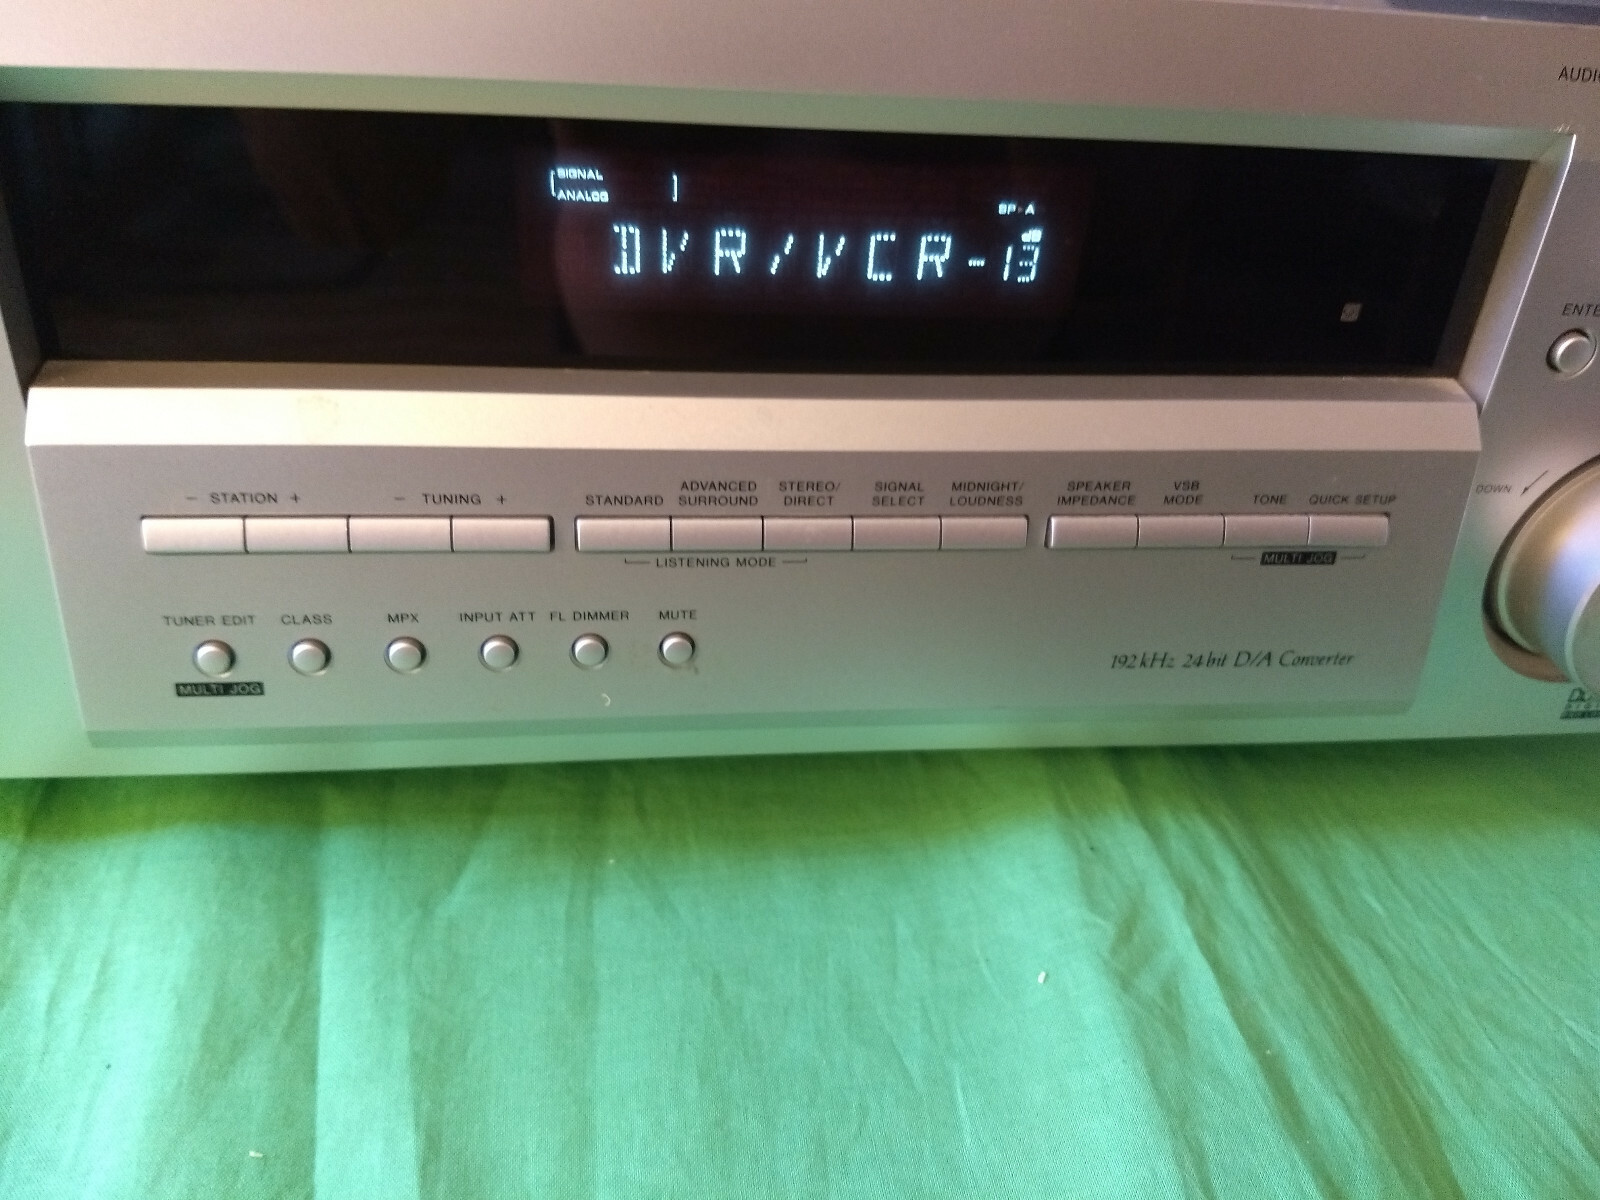 AUDIO
SIGNAL
ANALOG
SP▶A
dB
DVR/VCR-13
ENTE
− STATION +
− TUNING +
STANDARD
ADVANCED
SURROUND
STEREO/
DIRECT
SIGNAL
SELECT
MIDNIGHT/
LOUDNESS
SPEAKER
IMPEDANCE
VSB
MODE
TONE
QUICK SETUP
DOWN
LISTENING MODE
MULTI JOG
TUNER EDIT
CLASS
MPX
INPUT ATT
FL DIMMER
MUTE
MULTI JOG
192kHz 24bit D/A Converter